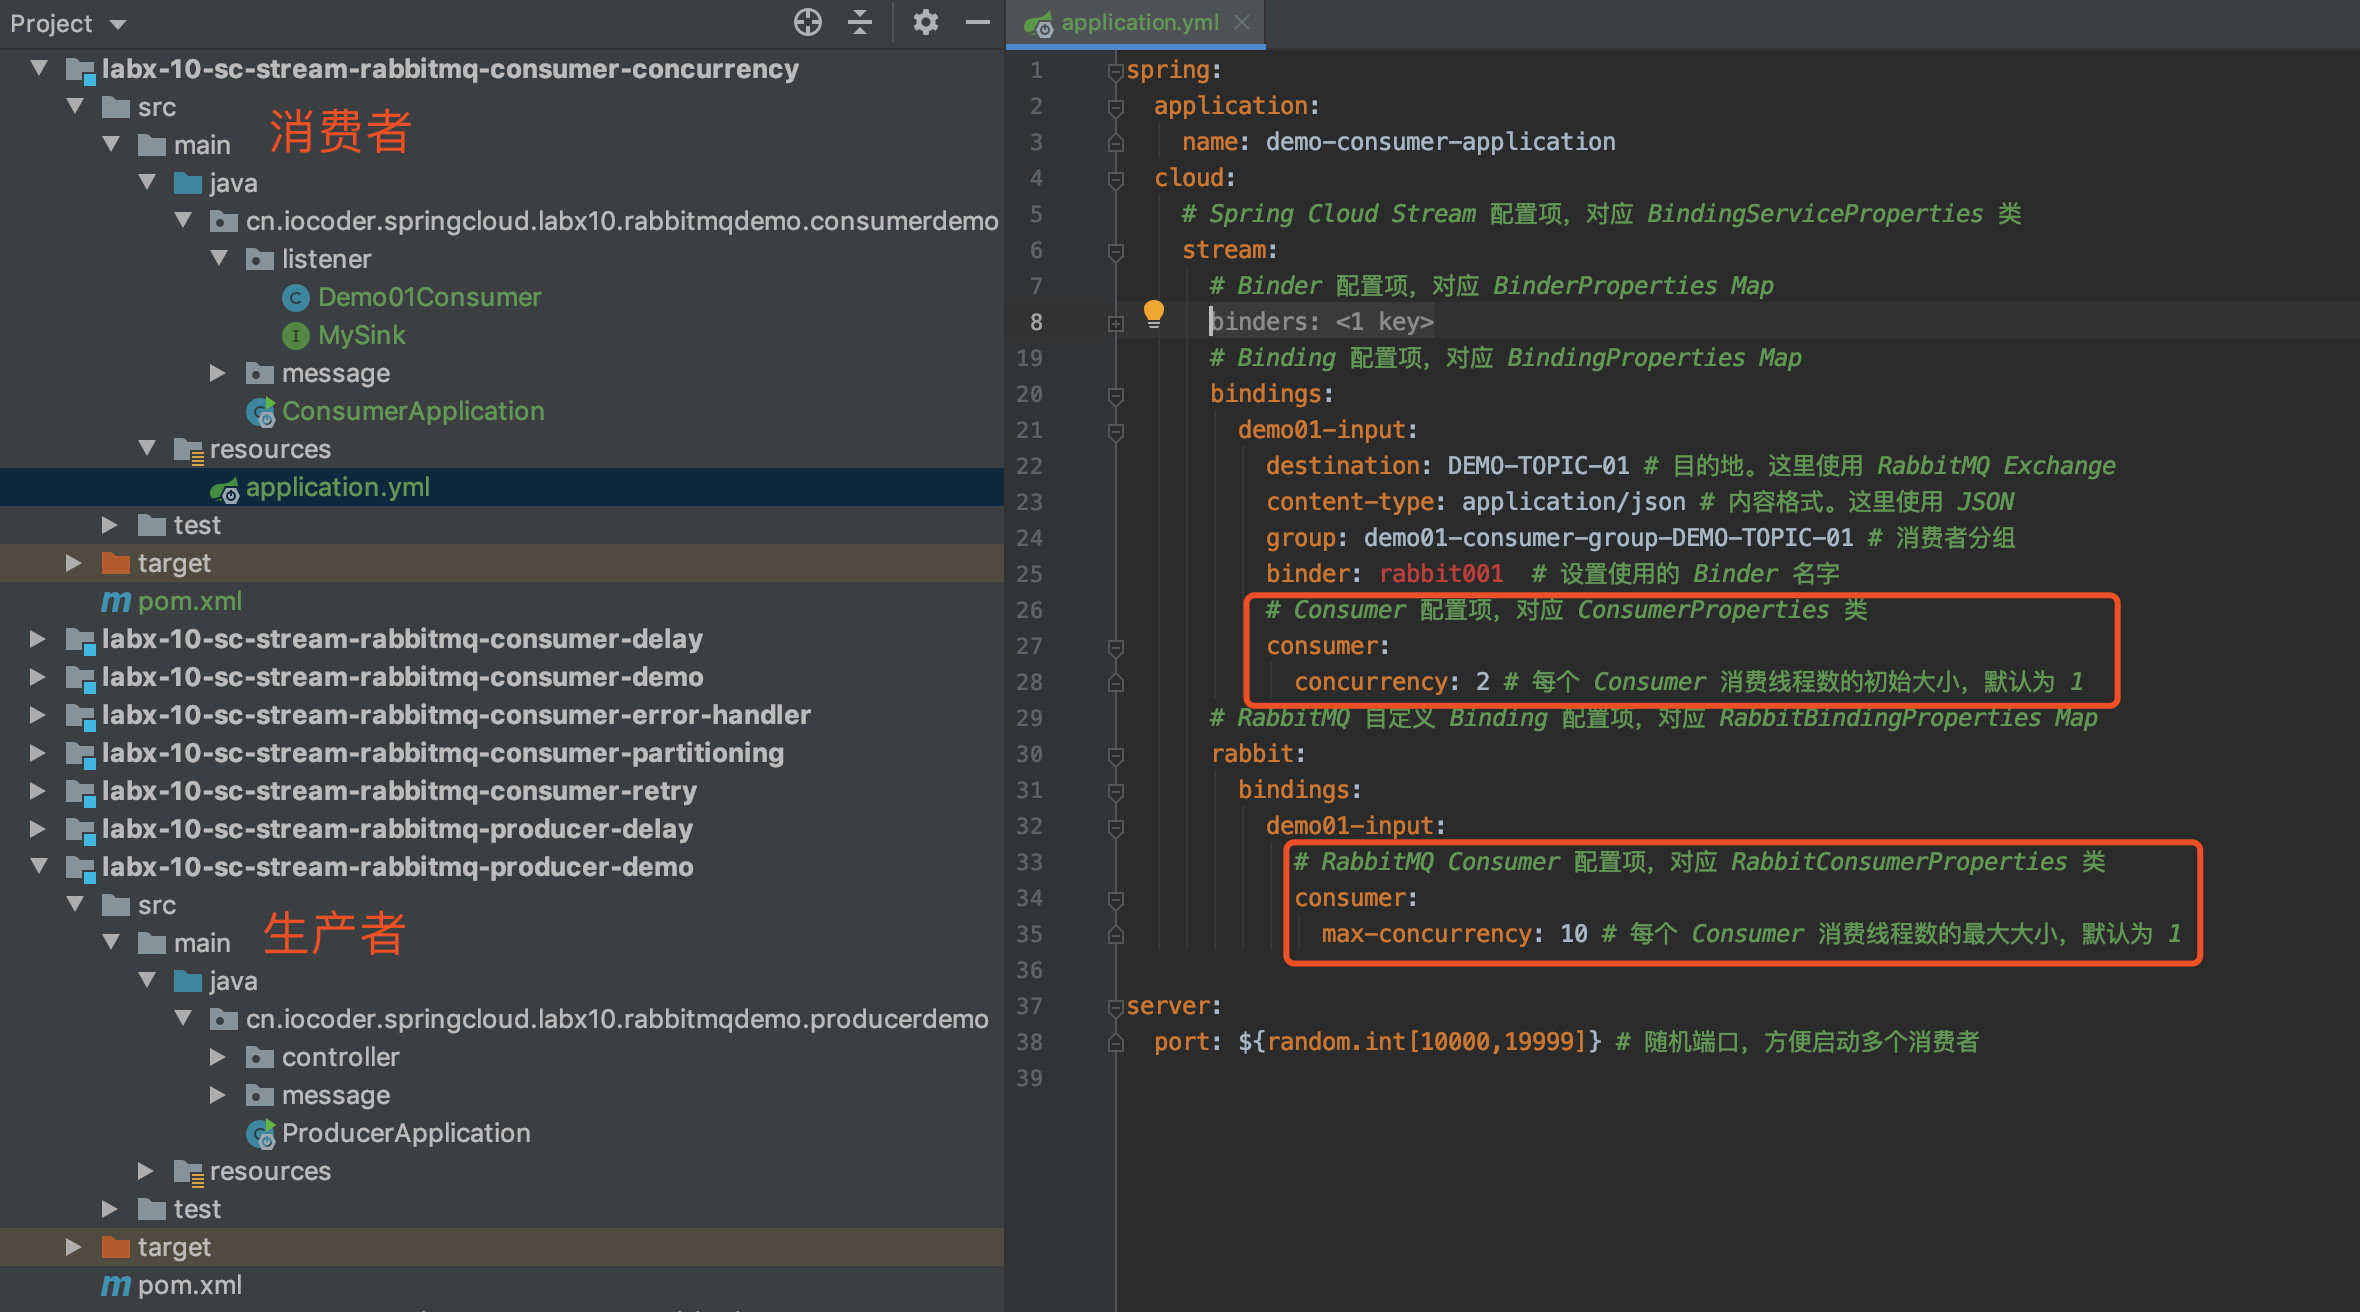 Project
labx-10-sc-stream-rabbitmq-consumer-concurrency
src
消费者
main
java
cn.iocoder.springcloud.labx10.rabbitmqdemo.consumerdemo
listener
Demo01Consumer
MySink
message
ConsumerApplication
resources
application.yml
test
target
pom.xml
labx-10-sc-stream-rabbitmq-consumer-delay
labx-10-sc-stream-rabbitmq-consumer-demo
labx-10-sc-stream-rabbitmq-consumer-error-handler
labx-10-sc-stream-rabbitmq-consumer-partitioning
labx-10-sc-stream-rabbitmq-consumer-retry
labx-10-sc-stream-rabbitmq-producer-delay
labx-10-sc-stream-rabbitmq-producer-demo
src
生产者
main
java
cn.iocoder.springcloud.labx10.rabbitmqdemo.producerdemo
controller
message
ProducerApplication
resources
test
target
pom.xml
application.yml
1 spring:
2 application:
3 name: demo-consumer-application
4 cloud:
5 # Spring Cloud Stream 配置项，对应 BindingServiceProperties 类
6 stream:
7 # Binder 配置项，对应 BinderProperties Map
8 binders: <1 key>
19 # Binding 配置项，对应 BindingProperties Map
20 bindings:
21 demo01-input:
22 destination: DEMO-TOPIC-01 # 目的地。这里使用 RabbitMQ Exchange
23 content-type: application/json # 内容格式。这里使用 JSON
24 group: demo01-consumer-group-DEMO-TOPIC-01 # 消费者分组
25 binder: rabbit001 # 设置使用的 Binder 名字
26 # Consumer 配置项，对应 ConsumerProperties 类
27 consumer:
28 concurrency: 2 # 每个 Consumer 消费线程数的初始大小，默认为 1
29 # RabbitMQ 自定义 Binding 配置项，对应 RabbitBindingProperties Map
30 rabbit:
31 bindings:
32 demo01-input:
33 # RabbitMQ Consumer 配置项，对应 RabbitConsumerProperties 类
34 consumer:
35 max-concurrency: 10 # 每个 Consumer 消费线程数的最大大小，默认为 1
36
37 server:
38 port: ${random.int[10000,19999]} # 随机端口，方便启动多个消费者
39